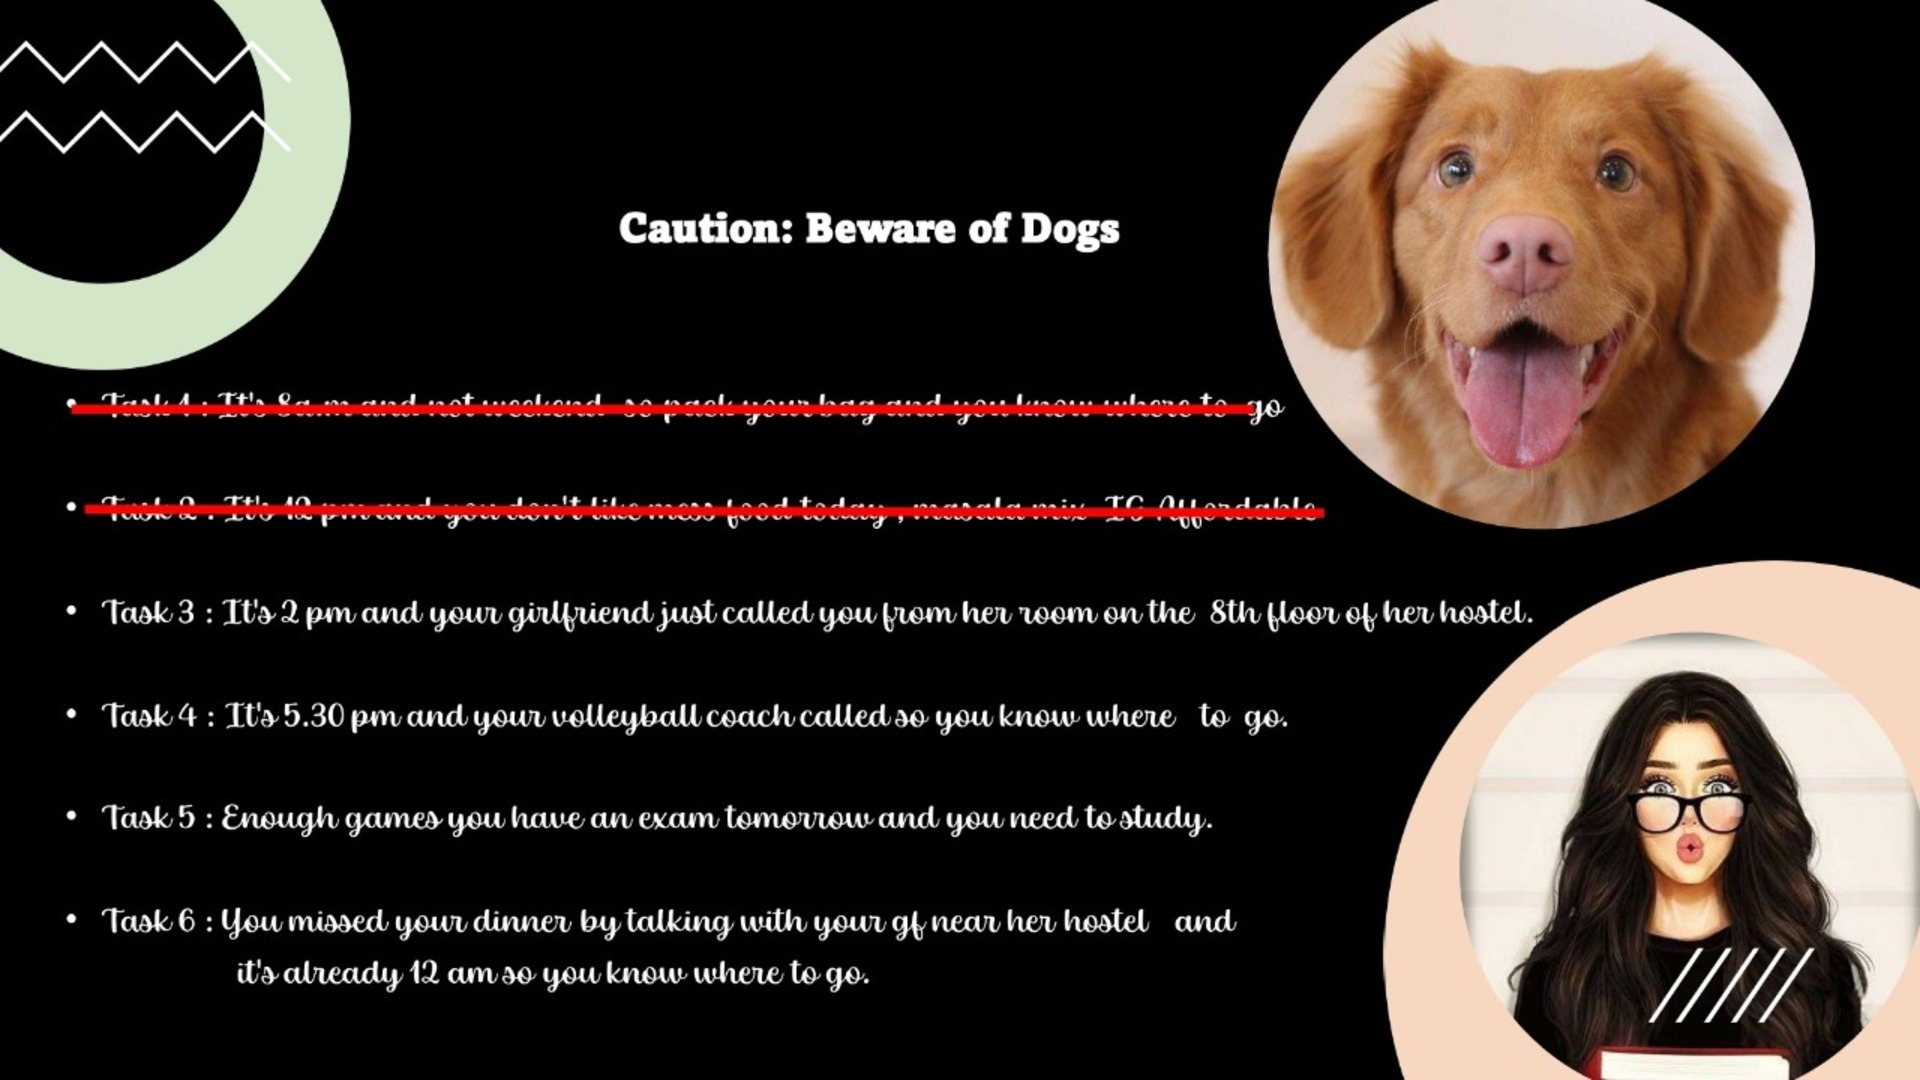 Caution: Beware of Dogs
Task 1 : It's 8a.m and not weekend so pack your bag and you know where to go
Task 2 : It's 12 pm and you don't like mess food today , masala mix IS Affordable
Task 3 : It's 2 pm and your girlfriend just called you from her room on the 8th floor of her hostel.
Task 4 : It's 5.30 pm and your volleyball coach called so you know where to go.
Task 5 : Enough games you have an exam tomorrow and you need to study.
Task 6 : You missed your dinner by talking with your gf near her hostel and
it's already 12 am so you know where to go.